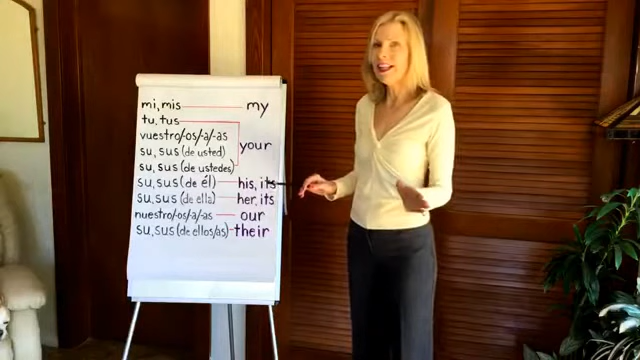 mi, mis my
tu, tus
vuestro/-os/-a/-as
su, sus (de usted) your
su, sus (de ustedes)
su, sus (de él) his, its
su, sus (de ella) her, its
nuestro/-os/-a/-as our
su, sus (de ellos/as) their